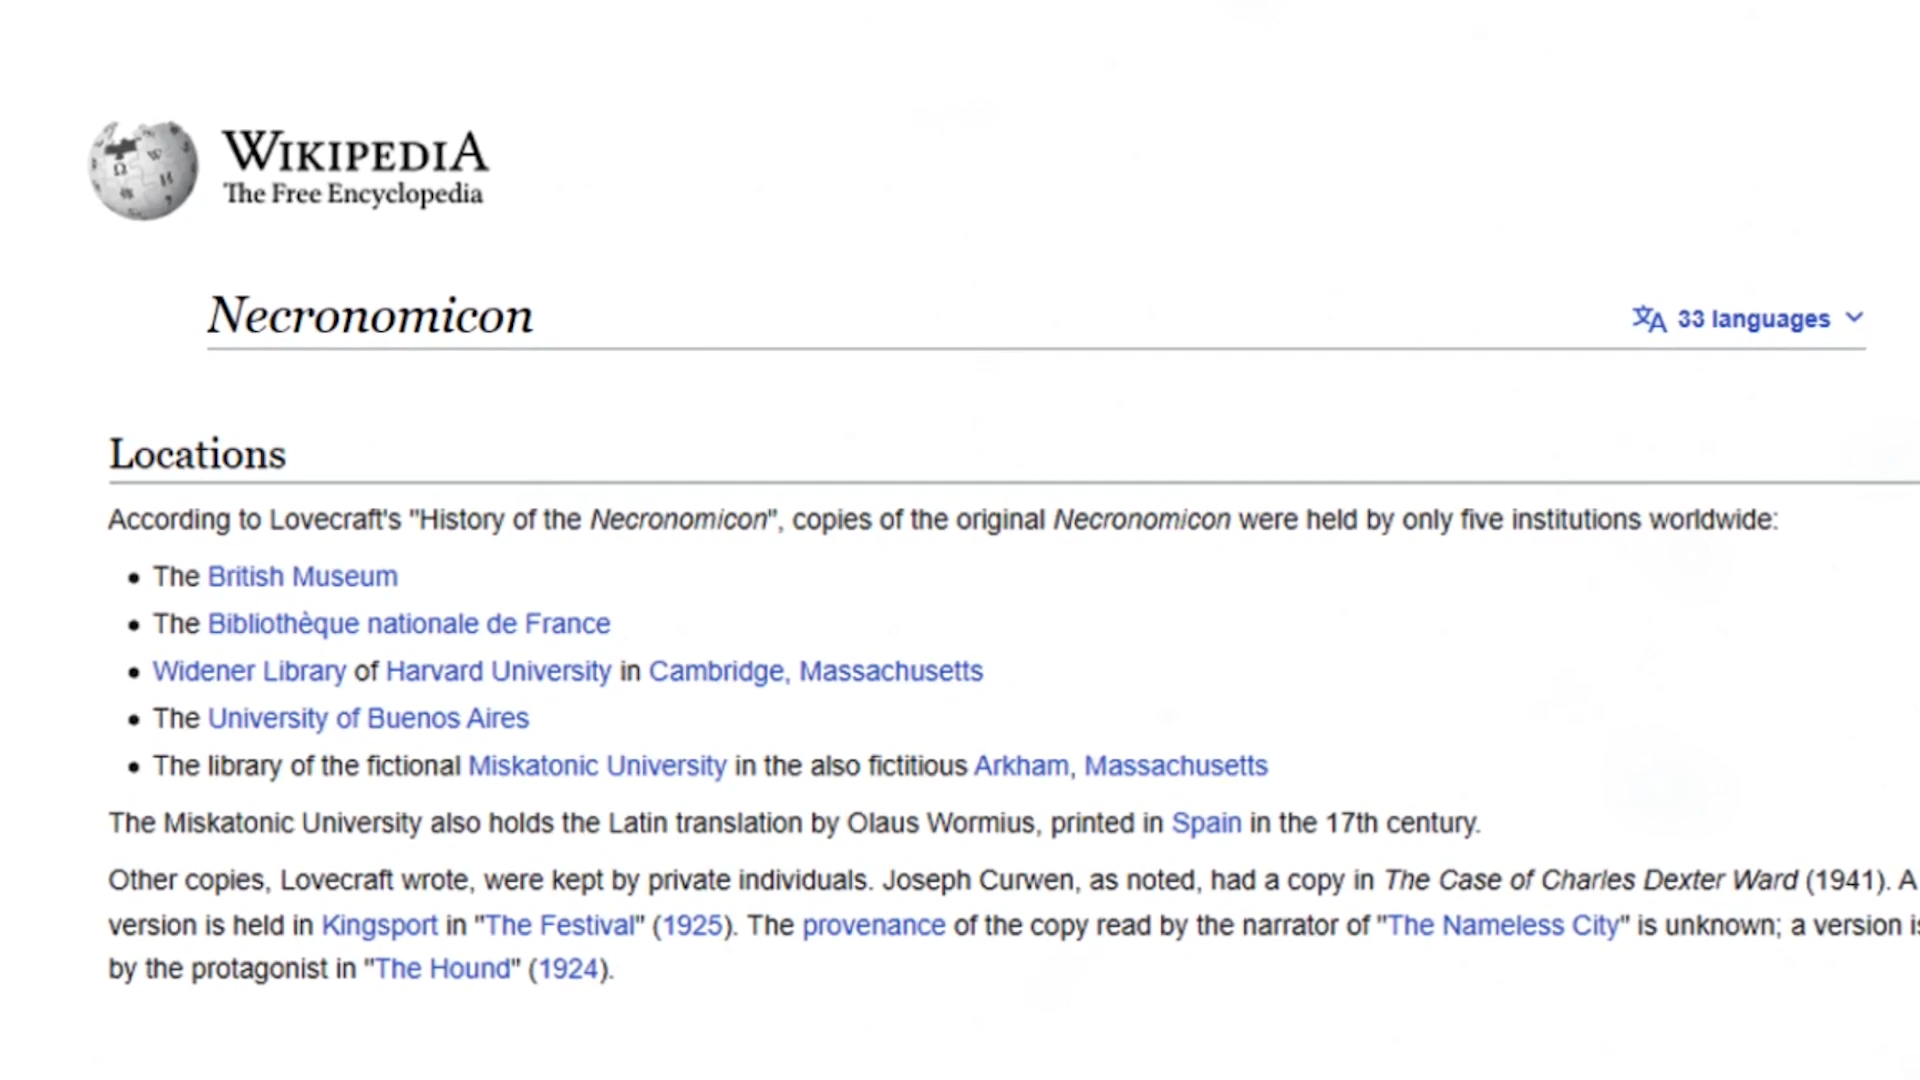 WIKIPEDIA
The Free Encyclopedia
Necronomicon
33 languages
Locations
According to Lovecraft's "History of the Necronomicon", copies of the original Necronomicon were held by only five institutions worldwide:
• The British Museum
• The Bibliothèque nationale de France
• Widener Library of Harvard University in Cambridge, Massachusetts
• The University of Buenos Aires
• The library of the fictional Miskatonic University in the also fictitious Arkham, Massachusetts
The Miskatonic University also holds the Latin translation by Olaus Wormius, printed in Spain in the 17th century.
Other copies, Lovecraft wrote, were kept by private individuals. Joseph Curwen, as noted, had a copy in The Case of Charles Dexter Ward (1941). A
version is held in Kingsport in "The Festival" (1925). The provenance of the copy read by the narrator of "The Nameless City" is unknown; a version is
by the protagonist in "The Hound" (1924).